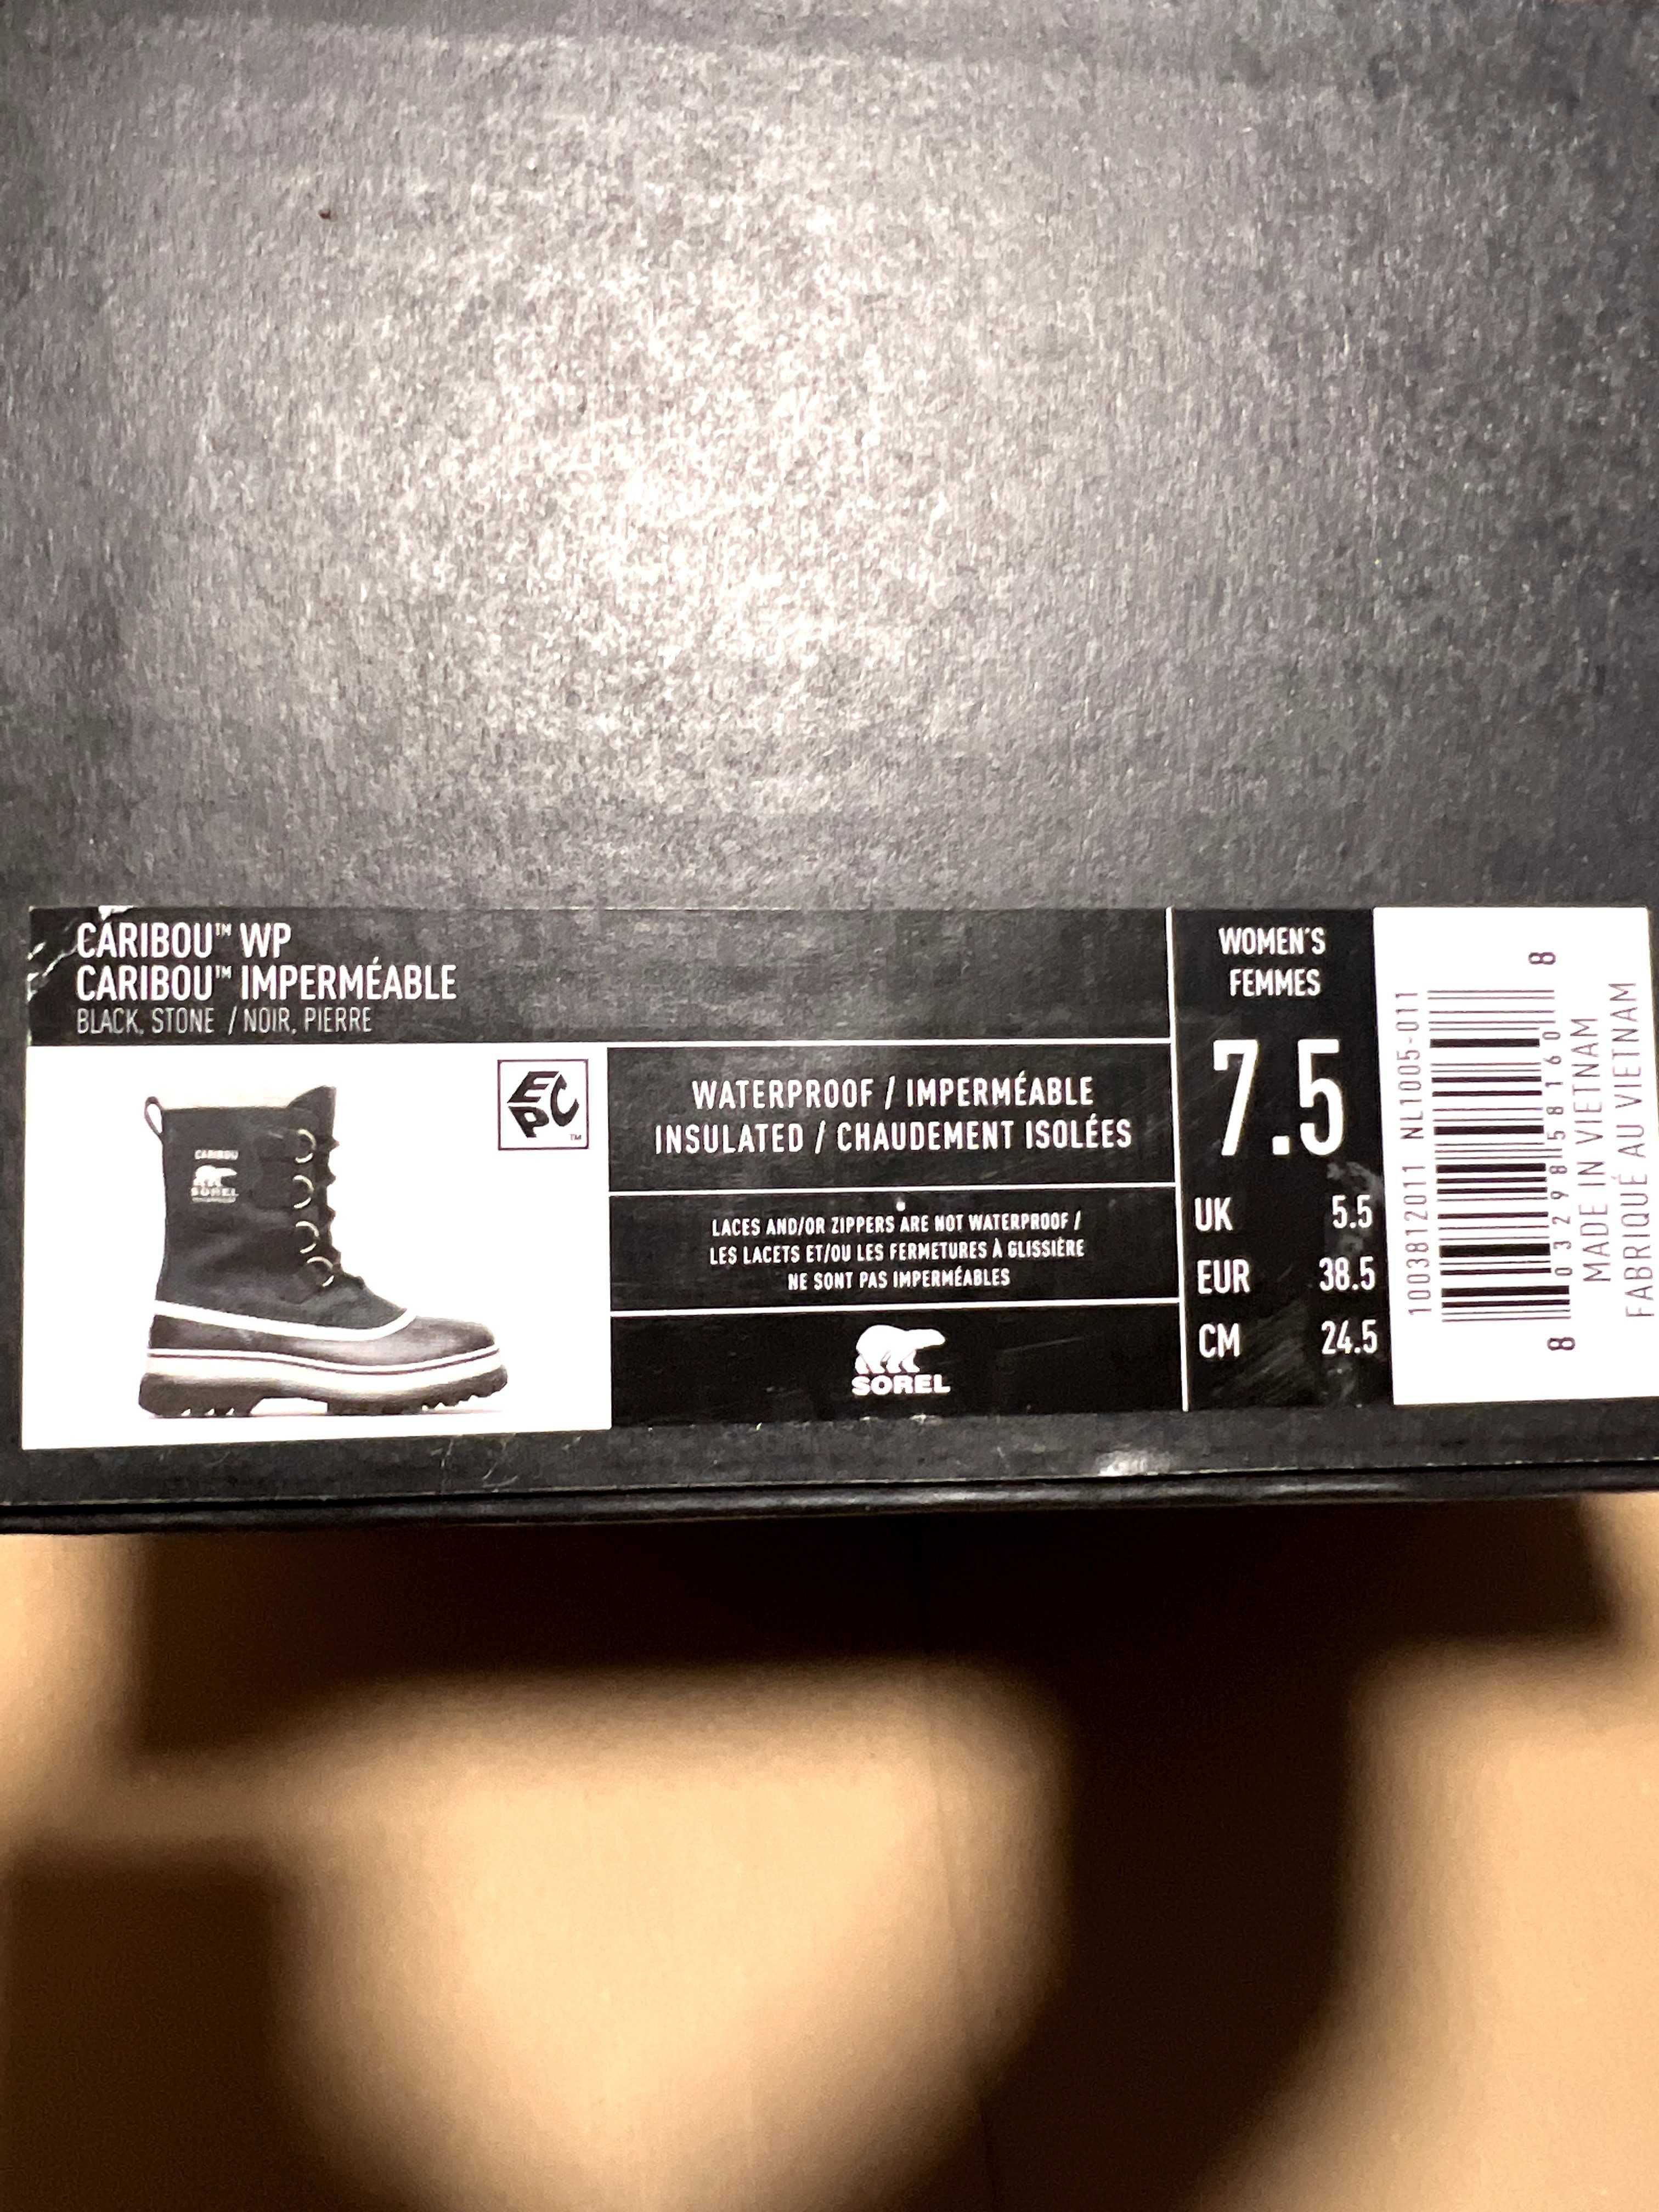 CARIBOU™ WP
CARIBOU™ IMPERMÉABLE
BLACK, STONE / NOIR, PIERRE
CARIBOU
SOREL
EPC™
WATERPROOF / IMPERMÉABLE
INSULATED / CHAUDEMENT ISOLÉES
LACES AND/OR ZIPPERS ARE NOT WATERPROOF /
LES LACETS ET/OU LES FERMETURES À GLISSIÈRE
NE SONT PAS IMPERMÉABLES
SOREL
WOMEN'S
FEMMES
7.5
UK 5.5
EUR 38.5
CM 24.5
1003812011 NL1005-011
8 03298 58160 8
MADE IN VIETNAM
FABRIQUÉ AU VIETNAM